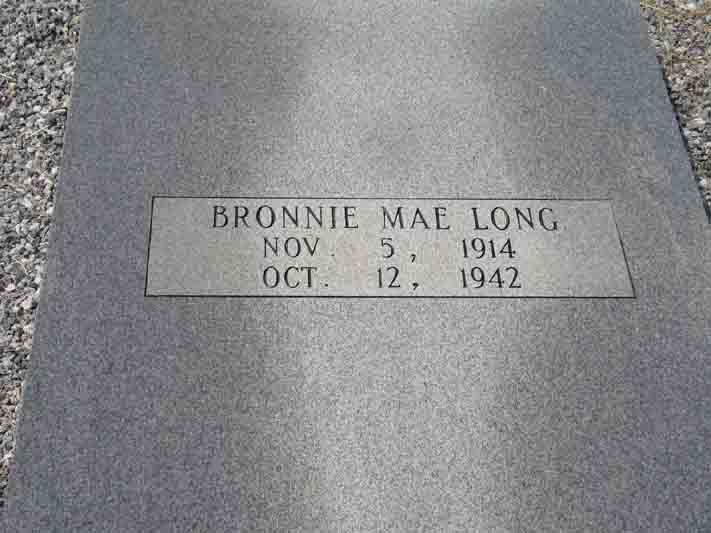 BRONNIE MAE LONG
NOV. 5, 1914
OCT. 12, 1942